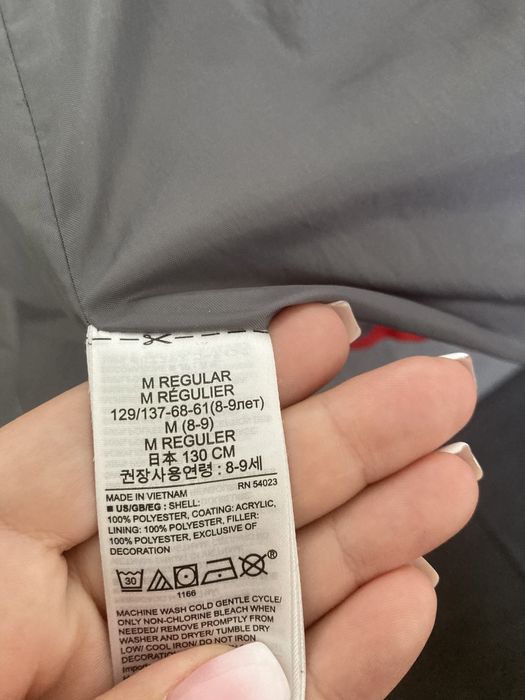 M REGULAR
M RÉGULIER
129/137-68-61(8-9лет)
M (8-9)
M REGULER
日本 130 CM
권장사용연령 : 8-9세
MADE IN VIETNAM RN 54023
■ US/GB/EG : SHELL:
100% POLYESTER, COATING: ACRYLIC,
LINING: 100% POLYESTER, FILLER:
100% POLYESTER, EXCLUSIVE OF
DECORATION
30 ®
1166
MACHINE WASH COLD GENTLE CYCLE/
ONLY NON-CHLORINE BLEACH WHEN
NEEDED/ REMOVE PROMPTLY FROM
WASHER AND DRYER/ TUMBLE DRY
LOW/ COOL IRON/ DO NOT IRON
DECORATION